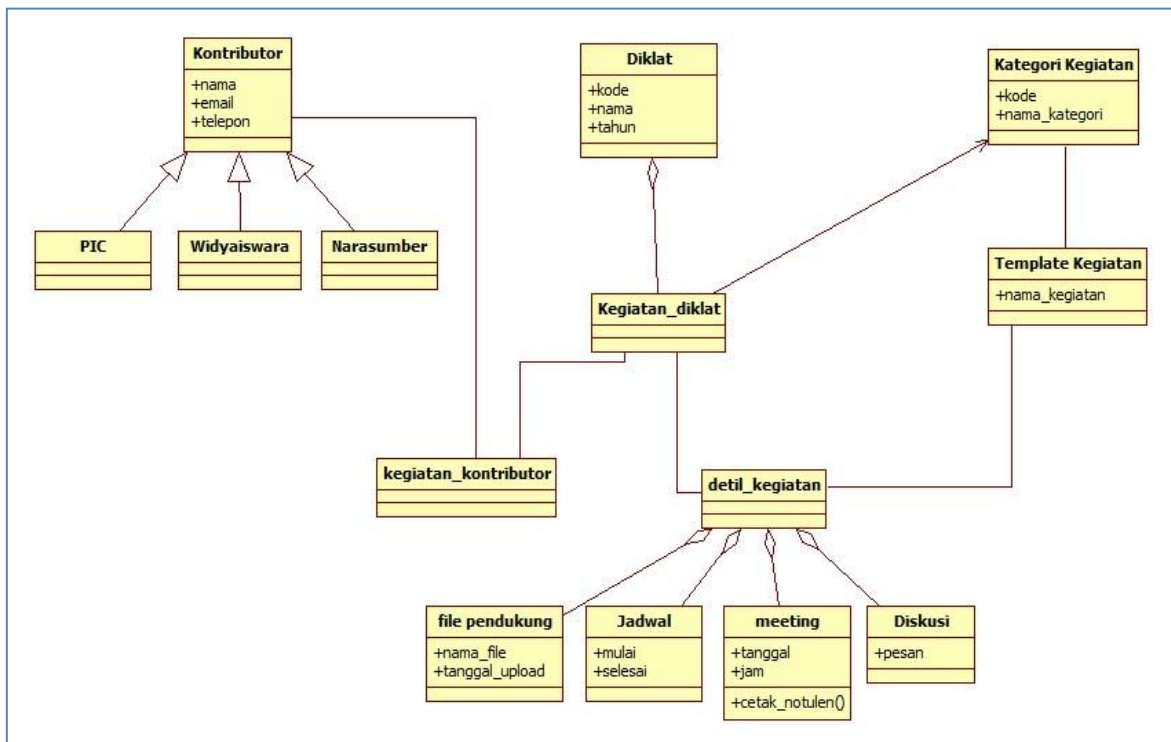 Kontributor
+nama
+email
+telepon
Diklat
+kode
+nama
+tahun
Kategori Kegiatan
+kode
+nama_kategori
PIC
Widyaiswara
Narasumber
Template Kegiatan
+nama_kegiatan
Kegiatan_diklat
kegiatan_kontributor
detil_kegiatan
file pendukung
+nama_file
+tanggal_upload
Jadwal
+mulai
+selesai
meeting
+tanggal
+jam
+cetak_notulen()
Diskusi
+pesan